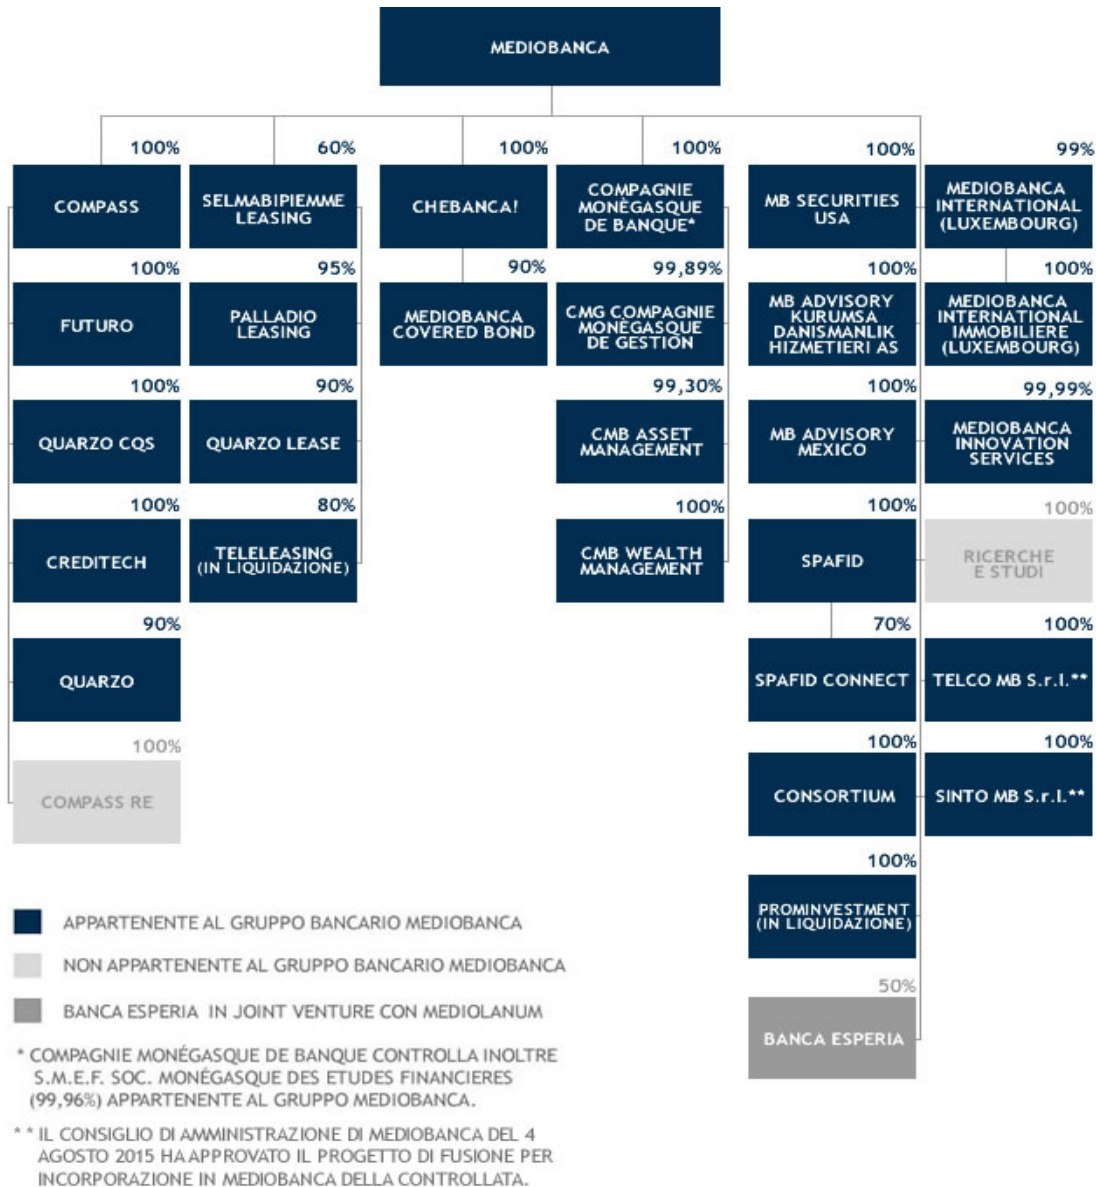 MEDIOBANCA
100%
COMPASS
100%
FUTURO
100%
QUARZO CQS
100%
CREDITECH
90%
QUARZO
100%
COMPASS RE
60%
SELMABIPIEMME
LEASING
95%
PALLADIO
LEASING
90%
QUARZO LEASE
80%
TELELEASING
(IN LIQUIDAZIONE)
100%
CHEBANCA!
90%
MEDIOBANCA
COVERED BOND
100%
COMPAGNIE
MONÈGASQUE
DE BANQUE*
99,89%
CMG COMPAGNIE
MONÈGASQUE
DE GESTION
99,30%
CMB ASSET
MANAGEMENT
100%
CMB WEALTH
MANAGEMENT
100%
MB SECURITIES
USA
100%
MB ADVISORY
KURUMSA
DANISMANLIK
HIZMETIERI AS
100%
MB ADVISORY
MEXICO
100%
SPAFID
70%
SPAFID CONNECT
100%
CONSORTIUM
100%
PROMINVESTMENT
(IN LIQUIDAZIONE)
50%
BANCA ESPERIA
99%
MEDIOBANCA
INTERNATIONAL
(LUXEMBOURG)
100%
MEDIOBANCA
INTERNATIONAL
IMMOBILIERE
(LUXEMBOURG)
99,99%
MEDIOBANCA
INNOVATION
SERVICES
100%
RICERCHE
E STUDI
100%
TELCO MB S.r.l.**
100%
SINTO MB S.r.l.**
APPARTENENTE AL GRUPPO BANCARIO MEDIOBANCA
NON APPARTENENTE AL GRUPPO BANCARIO MEDIOBANCA
BANCA ESPERIA IN JOINT VENTURE CON MEDIOLANUM
* COMPAGNIE MONÉGASQUE DE BANQUE CONTROLLA INOLTRE
S.M.E.F. SOC. MONÉGASQUE DES ETUDES FINANCIERES
(99,96%) APPARTENENTE AL GRUPPO MEDIOBANCA.
* * IL CONSIGLIO DI AMMINISTRAZIONE DI MEDIOBANCA DEL 4
AGOSTO 2015 HA APPROVATO IL PROGETTO DI FUSIONE PER
INCORPORAZIONE IN MEDIOBANCA DELLA CONTROLLATA.